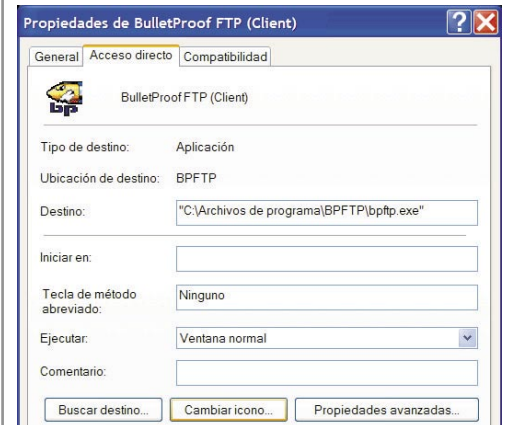 Propiedades de BulletProof FTP (Client)
General Acceso directo Compatibilidad
bp BulletProof FTP (Client)
Tipo de destino: Aplicación
Ubicación de destino: BPFTP
Destino: "C:\Archivos de programa\BPFTP\bpftp.exe"
Iniciar en:
Tecla de método abreviado: Ninguno
Ejecutar: Ventana normal
Comentario:
Buscar destino... Cambiar icono... Propiedades avanzadas...